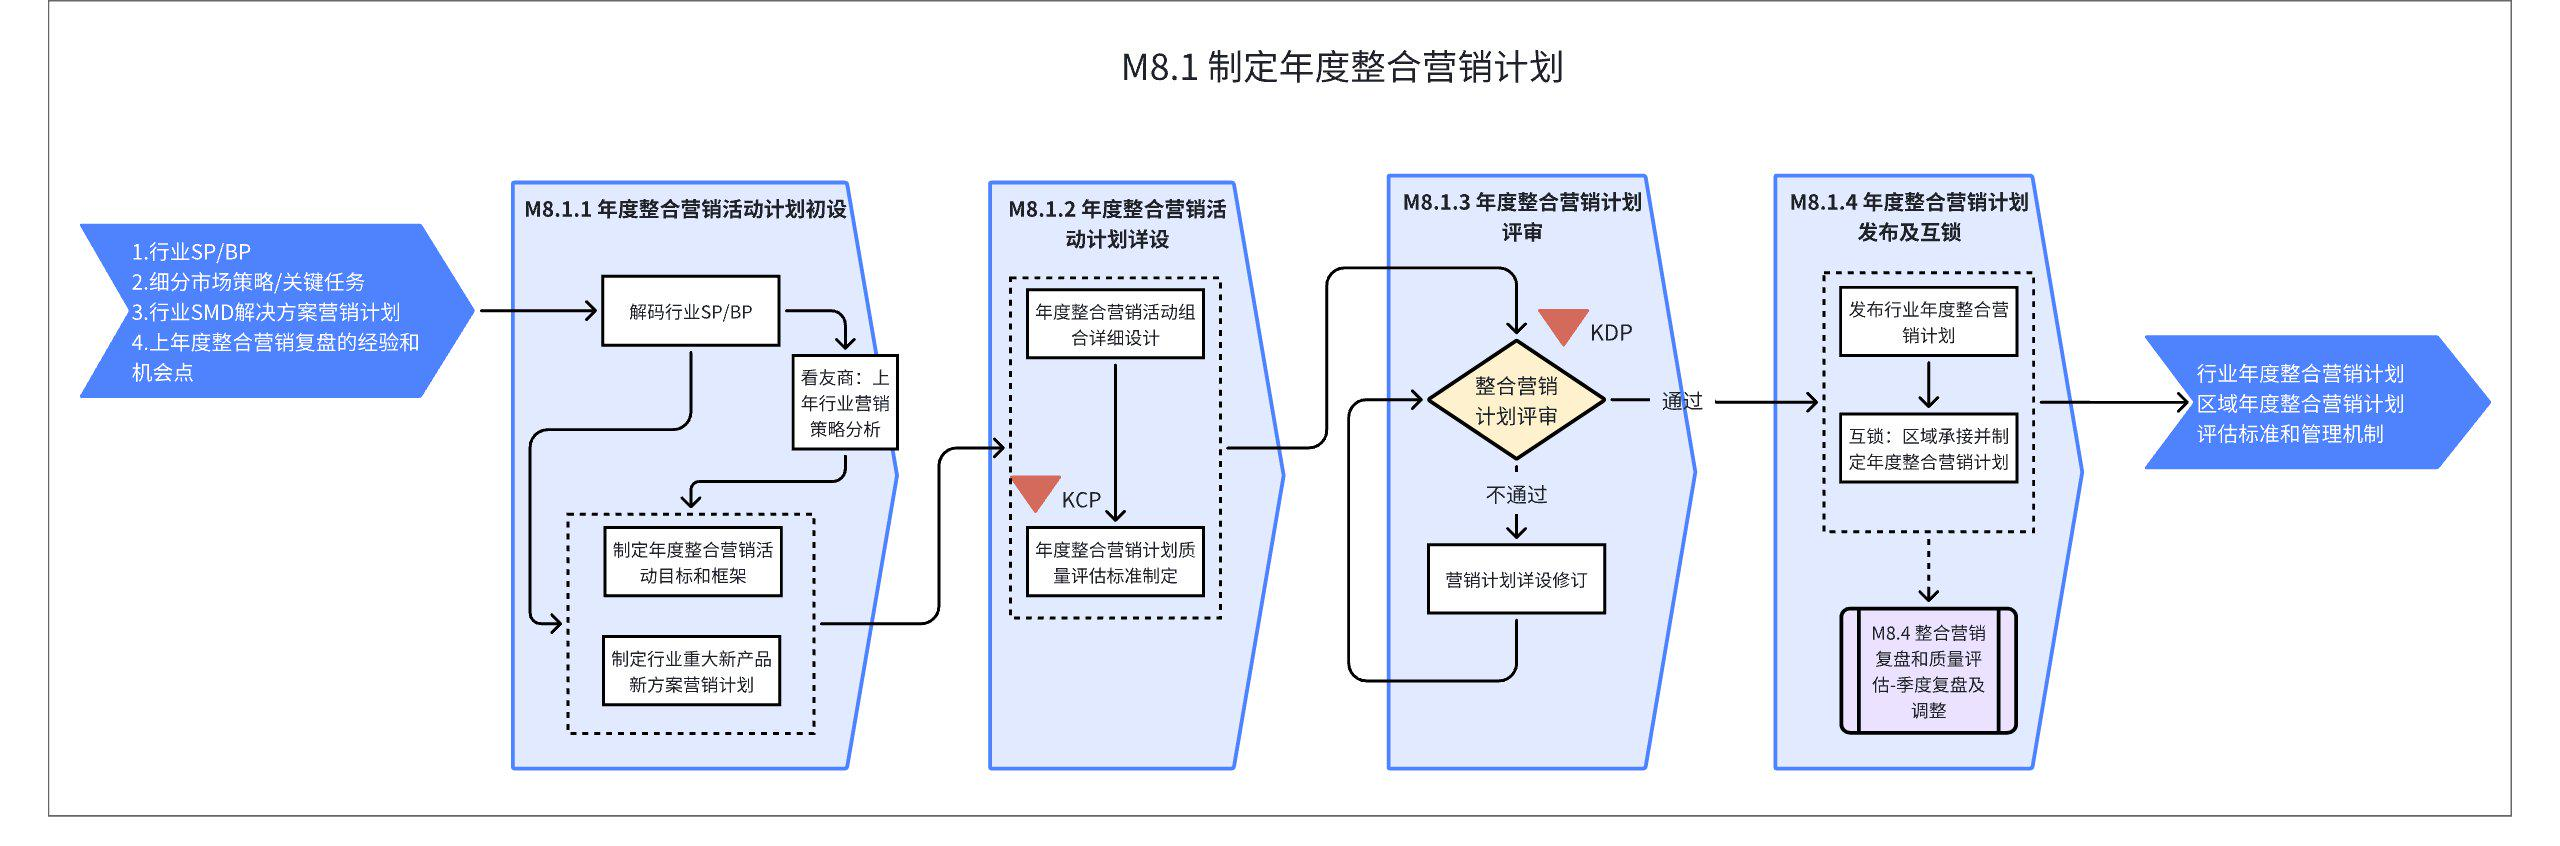 M8.1 制定年度整合营销计划
1.行业SP/BP
2.细分市场策略/关键任务
3.行业SMD解决方案营销计划
4.上年度整合营销复盘的经验和
机会点
M8.1.1 年度整合营销活动计划初设
解码行业SP/BP
看友商：上
年行业营销
策略分析
制定年度整合营销活
动目标和框架
制定行业重大新产品
新方案营销计划
M8.1.2 年度整合营销活
动计划详设
年度整合营销活动组
合详细设计
KCP
年度整合营销计划质
量评估标准制定
M8.1.3 年度整合营销计划
评审
KDP
整合营销
计划评审
通过
不通过
营销计划详设修订
M8.1.4 年度整合营销计划
发布及互锁
发布行业年度整合营
销计划
互锁：区域承接并制
定年度整合营销计划
M8.4 整合营销
复盘和质量评
估-季度复盘及
调整
行业年度整合营销计划
区域年度整合营销计划
评估标准和管理机制